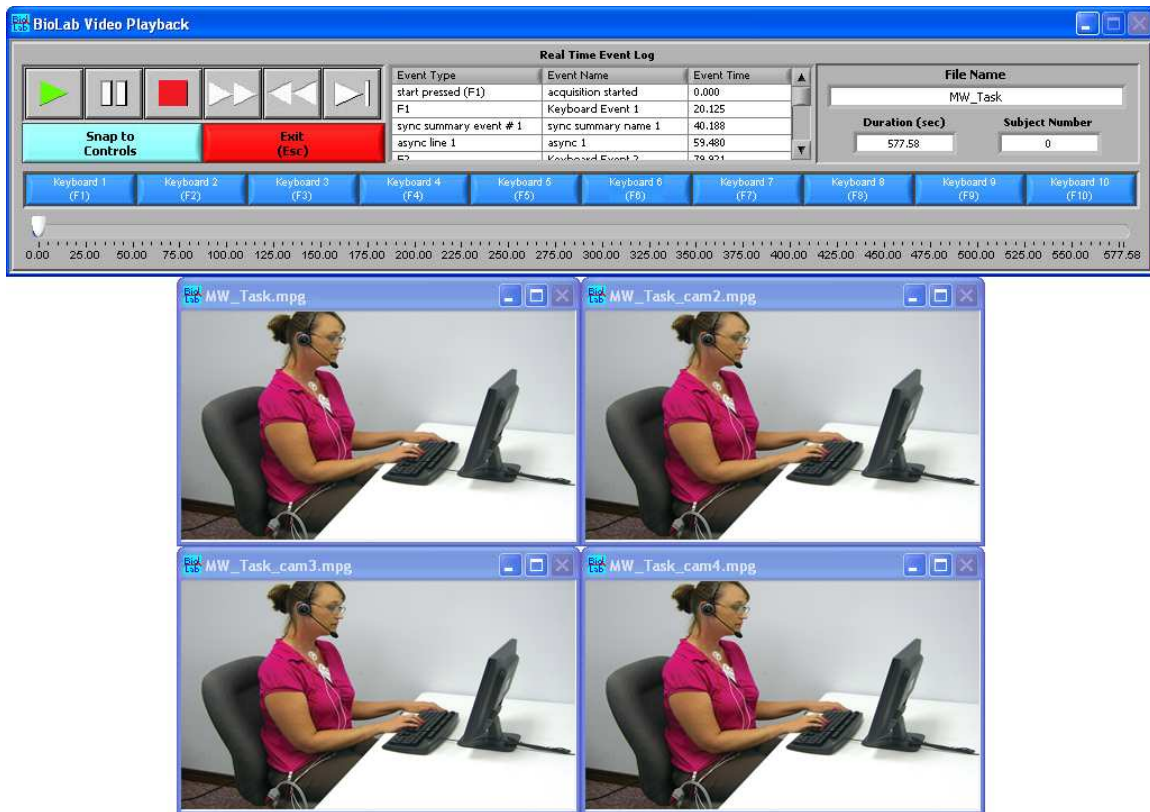 BioLab Video Playback
Real Time Event Log
Event Type Event Name Event Time
start pressed (F1) acquisition started 0.000
F1 Keyboard Event 1 20.125
sync summary event # 1 sync summary name 1 40.188
async line 1 async 1 59.480
F2 Keyboard Event 2 79.921
Snap to Controls
Exit (Esc)
File Name
MW_Task
Duration (sec) Subject Number
577.58 0
Keyboard 1 (F1) Keyboard 2 (F2) Keyboard 3 (F3) Keyboard 4 (F4) Keyboard 5 (F5) Keyboard 6 (F6) Keyboard 7 (F7) Keyboard 8 (F8) Keyboard 9 (F9) Keyboard 10 (F10)
0.00 25.00 50.00 75.00 100.00 125.00 150.00 175.00 200.00 225.00 250.00 275.00 300.00 325.00 350.00 375.00 400.00 425.00 450.00 475.00 500.00 525.00 550.00 577.58
MW_Task.mpg
MW_Task_cam2.mpg
MW_Task_cam3.mpg
MW_Task_cam4.mpg